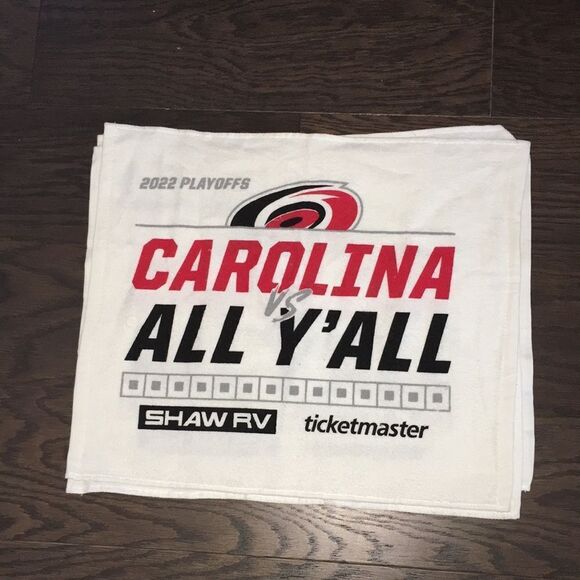 2022 PLAYOFFS
CAROLINA
VS
ALL Y'ALL
SHAW RV ticketmaster